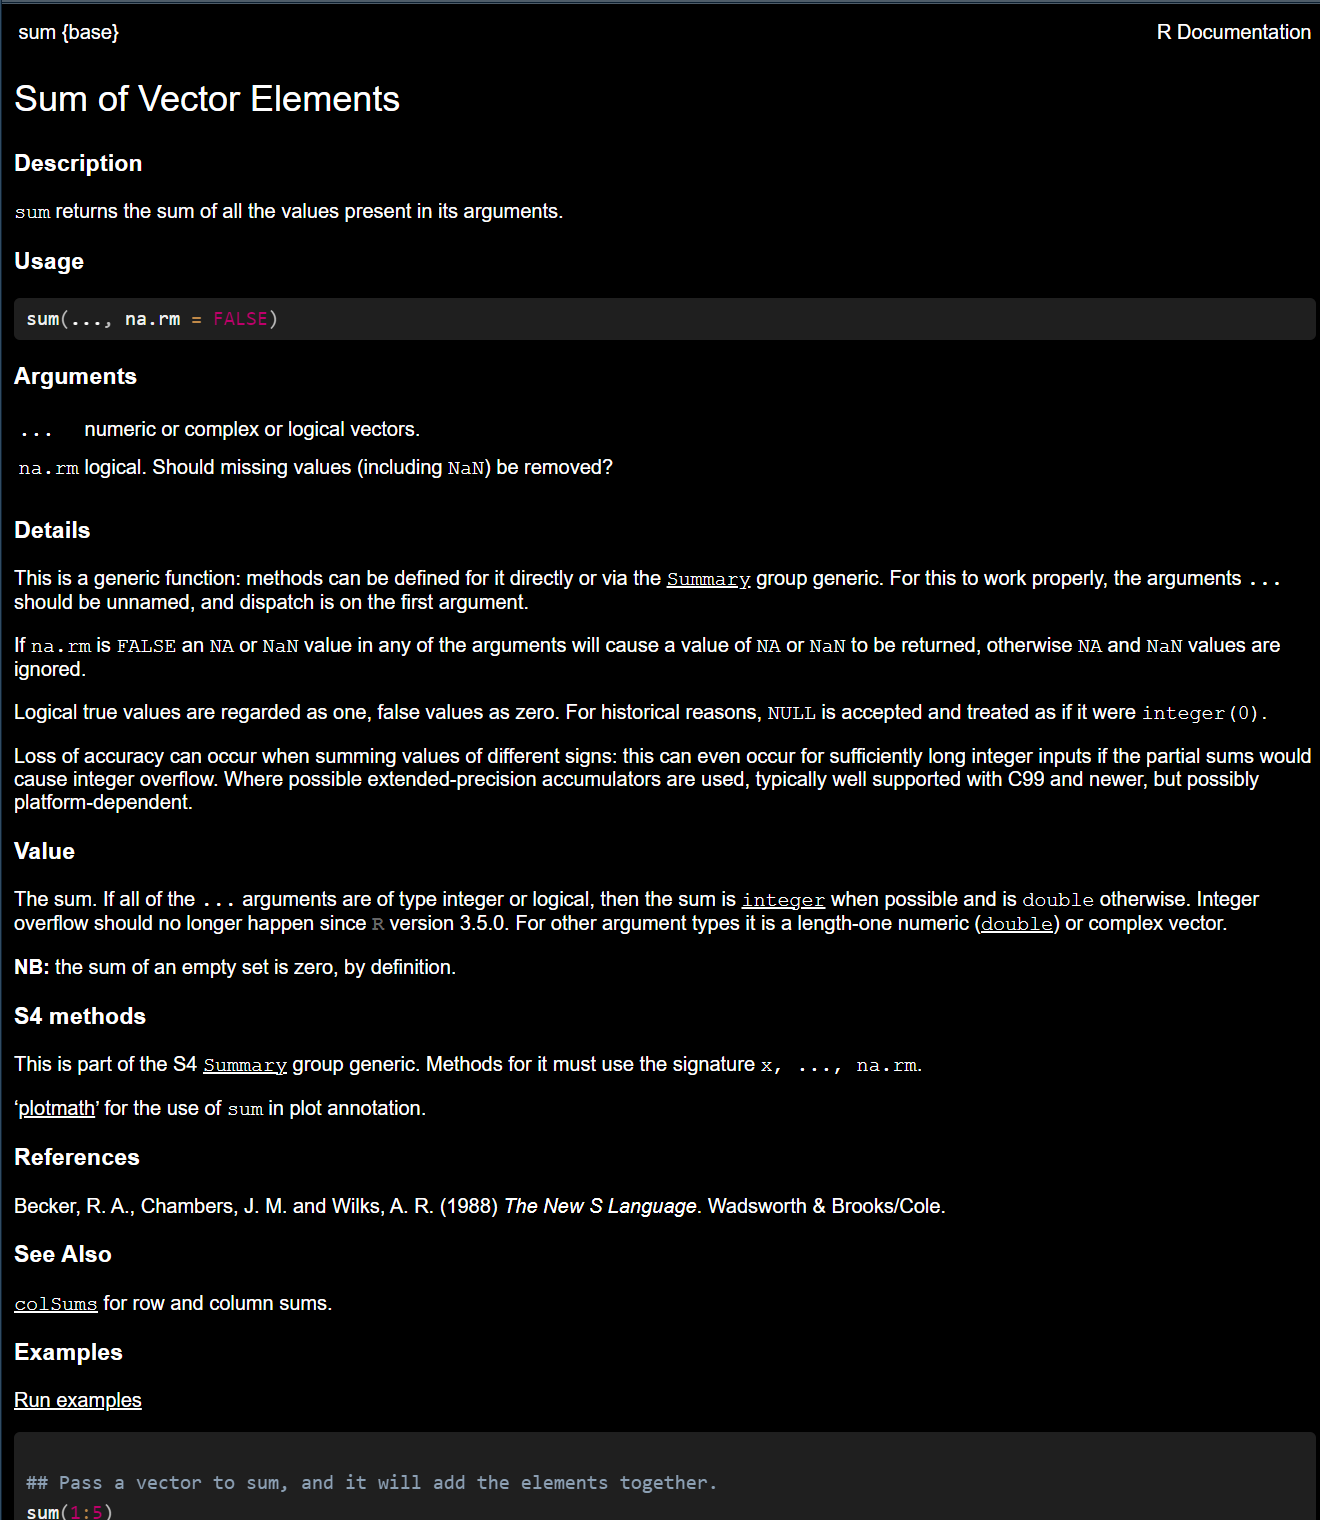 sum {base}
R Documentation
Sum of Vector Elements
Description
sum returns the sum of all the values present in its arguments.
Usage
sum(..., na.rm = FALSE)
Arguments
... numeric or complex or logical vectors.
na.rm logical. Should missing values (including NaN) be removed?
Details
This is a generic function: methods can be defined for it directly or via the Summary group generic. For this to work properly, the arguments ...
should be unnamed, and dispatch is on the first argument.
If na.rm is FALSE an NA or NaN value in any of the arguments will cause a value of NA or NaN to be returned, otherwise NA and NaN values are
ignored.
Logical true values are regarded as one, false values as zero. For historical reasons, NULL is accepted and treated as if it were integer(0).
Loss of accuracy can occur when summing values of different signs: this can even occur for sufficiently long integer inputs if the partial sums would
cause integer overflow. Where possible extended-precision accumulators are used, typically well supported with C99 and newer, but possibly
platform-dependent.
Value
The sum. If all of the ... arguments are of type integer or logical, then the sum is integer when possible and is double otherwise. Integer
overflow should no longer happen since R version 3.5.0. For other argument types it is a length-one numeric (double) or complex vector.
NB: the sum of an empty set is zero, by definition.
S4 methods
This is part of the S4 Summary group generic. Methods for it must use the signature x, ..., na.rm.
‘plotmath’ for the use of sum in plot annotation.
References
Becker, R. A., Chambers, J. M. and Wilks, A. R. (1988) The New S Language. Wadsworth & Brooks/Cole.
See Also
colSums for row and column sums.
Examples
Run examples
## Pass a vector to sum, and it will add the elements together.
sum(1:5)